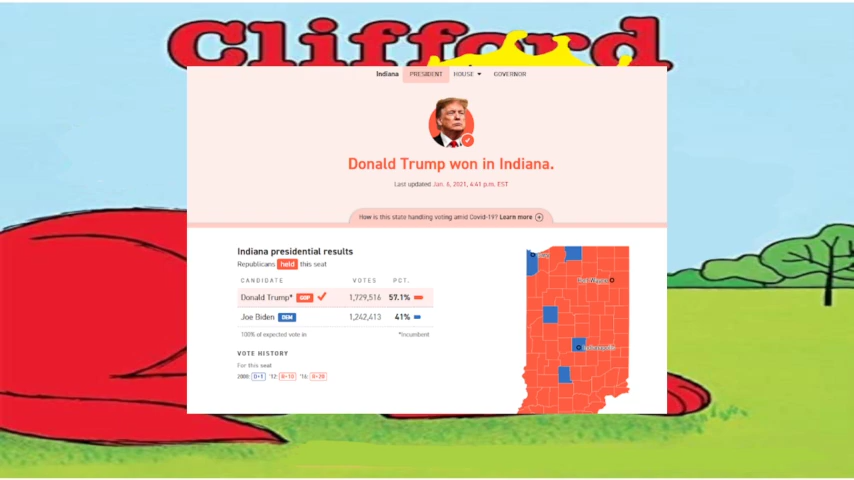 Clifford
Indiana PRESIDENT HOUSE GOVERNOR
Donald Trump won in Indiana.
Last updated Jan. 6, 2021, 4:41 p.m. EST
How is this state handling voting amid Covid-19? Learn more
Indiana presidential results
Republicans held this seat
CANDIDATE VOTES PCT.
Donald Trump* GOP 1,729,516 57.1%
Joe Biden DEM 1,242,413 41%
100% of expected vote in *Incumbent
VOTE HISTORY
For this seat
2008: D+1 '12: R+10 '16: R+20
Fort Wayne
Indianapolis